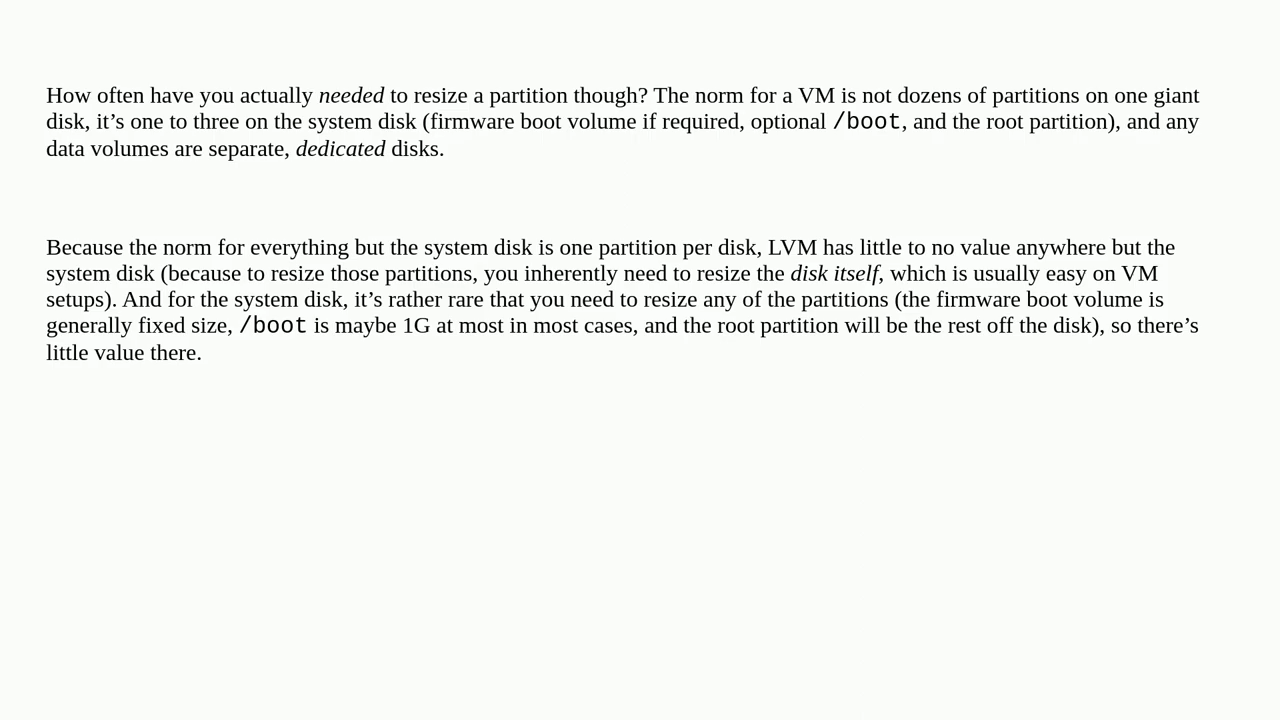 How often have you actually needed to resize a partition though? The norm for a VM is not dozens of partitions on one giant
disk, it’s one to three on the system disk (firmware boot volume if required, optional /boot, and the root partition), and any
data volumes are separate, dedicated disks.
Because the norm for everything but the system disk is one partition per disk, LVM has little to no value anywhere but the
system disk (because to resize those partitions, you inherently need to resize the disk itself, which is usually easy on VM
setups). And for the system disk, it’s rather rare that you need to resize any of the partitions (the firmware boot volume is
generally fixed size, /boot is maybe 1G at most in most cases, and the root partition will be the rest off the disk), so there’s
little value there.